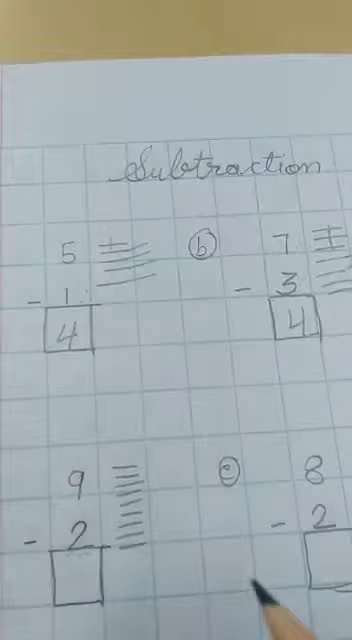 Subtraction
5 ⓑ 7
- 1 - 3
4 4
9 ⓔ 8
- 2 - 2